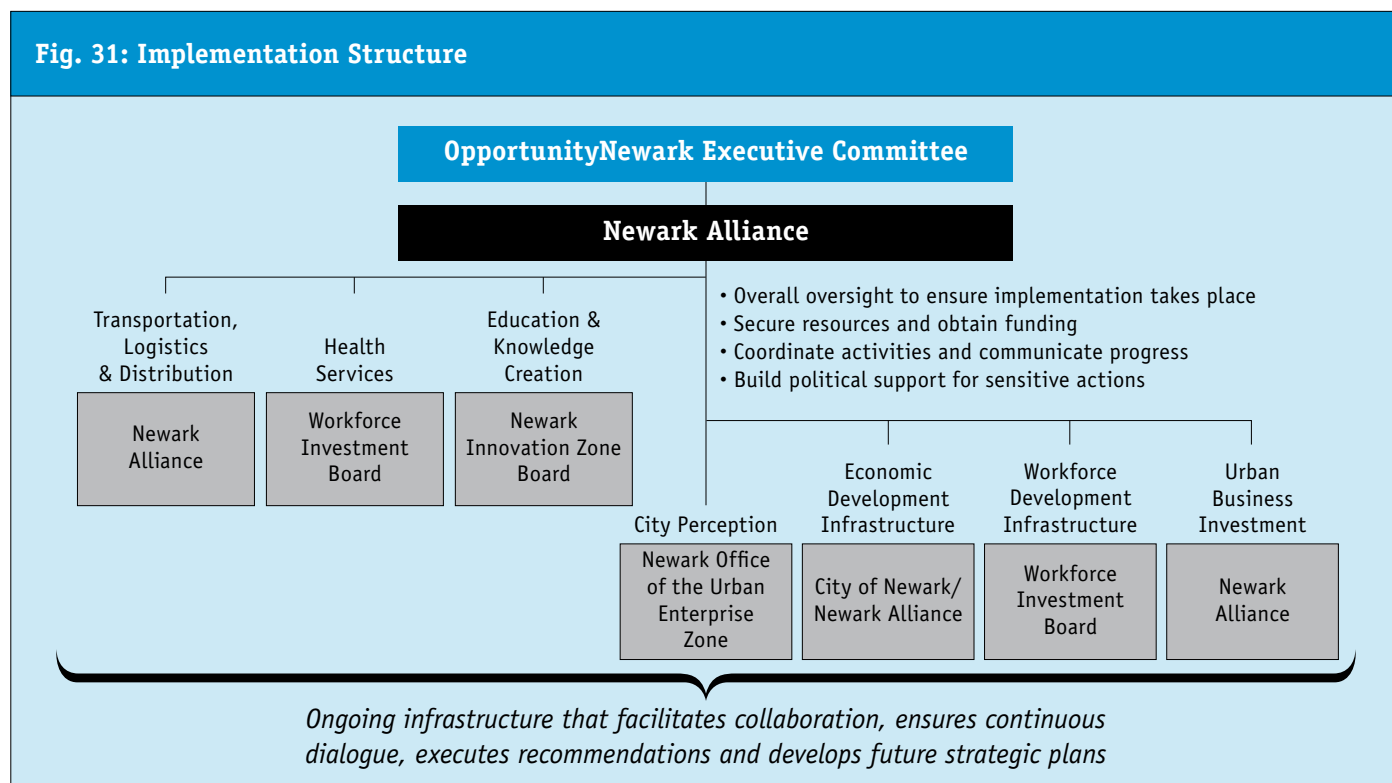 Fig. 31: Implementation Structure
OpportunityNewark Executive Committee
Newark Alliance
Transportation,
Logistics
& Distribution
Newark
Alliance
Health
Services
Workforce
Investment
Board
Education &
Knowledge
Creation
Newark
Innovation Zone
Board
• Overall oversight to ensure implementation takes place
• Secure resources and obtain funding
• Coordinate activities and communicate progress
• Build political support for sensitive actions
City Perception
Newark Office
of the Urban
Enterprise
Zone
Economic
Development
Infrastructure
City of Newark/
Newark Alliance
Workforce
Development
Infrastructure
Workforce
Investment
Board
Urban
Business
Investment
Newark
Alliance
Ongoing infrastructure that facilitates collaboration, ensures continuous
dialogue, executes recommendations and develops future strategic plans